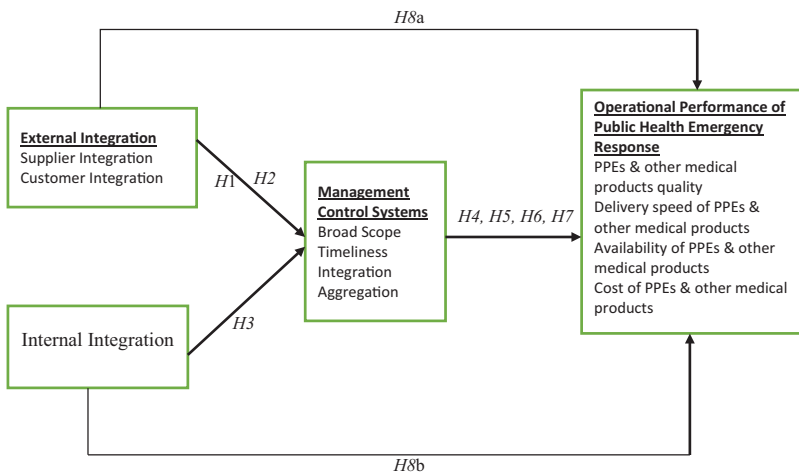 H8a
External Integration
Supplier Integration
Customer Integration
H1
H2
Internal Integration
H3
Management
Control Systems
Broad Scope
Timeliness
Integration
Aggregation
H4, H5, H6, H7
Operational Performance of
Public Health Emergency
Response
PPEs & other medical
products quality
Delivery speed of PPEs &
other medical products
Availability of PPEs & other
medical products
Cost of PPEs & other medical
products
H8b